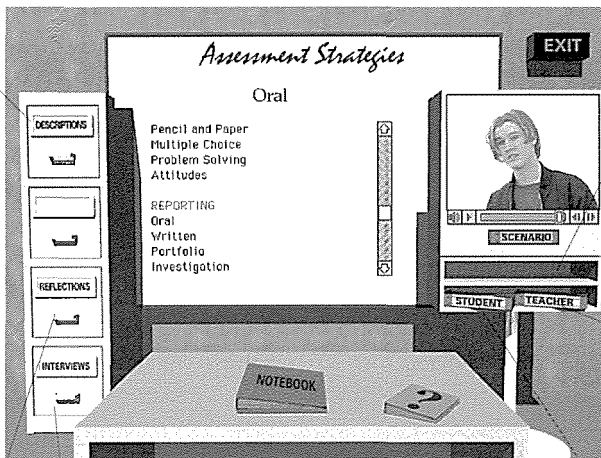 Assessment Strategies
EXIT
Oral
DESCRIPTIONS
Pencil and Paper
Multiple Choice
Problem Solving
Attitudes
REPORTING
Oral
Written
Portfolio
Investigation
SCENARIO
REFLECTIONS
STUDENT
TEACHER
INTERVIEWS
NOTEBOOK
?